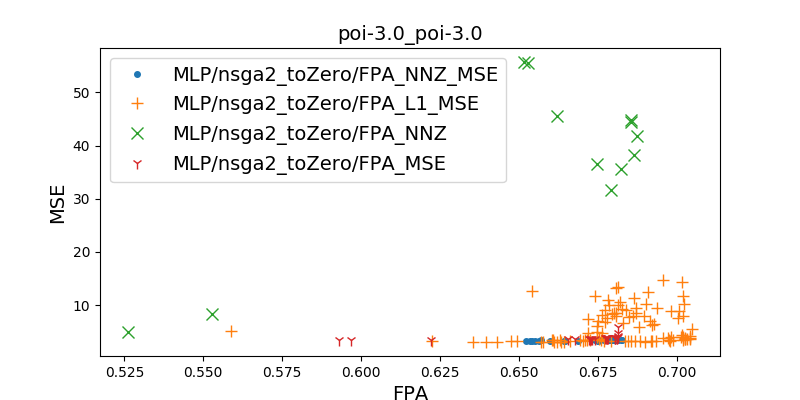 poi-3.0_poi-3.0
MLP/nsga2_toZero/FPA_NNZ_MSE
MLP/nsga2_toZero/FPA_L1_MSE
MLP/nsga2_toZero/FPA_NNZ
MLP/nsga2_toZero/FPA_MSE
MSE
50
40
30
20
10
0.525 0.550 0.575 0.600 0.625 0.650 0.675 0.700
FPA